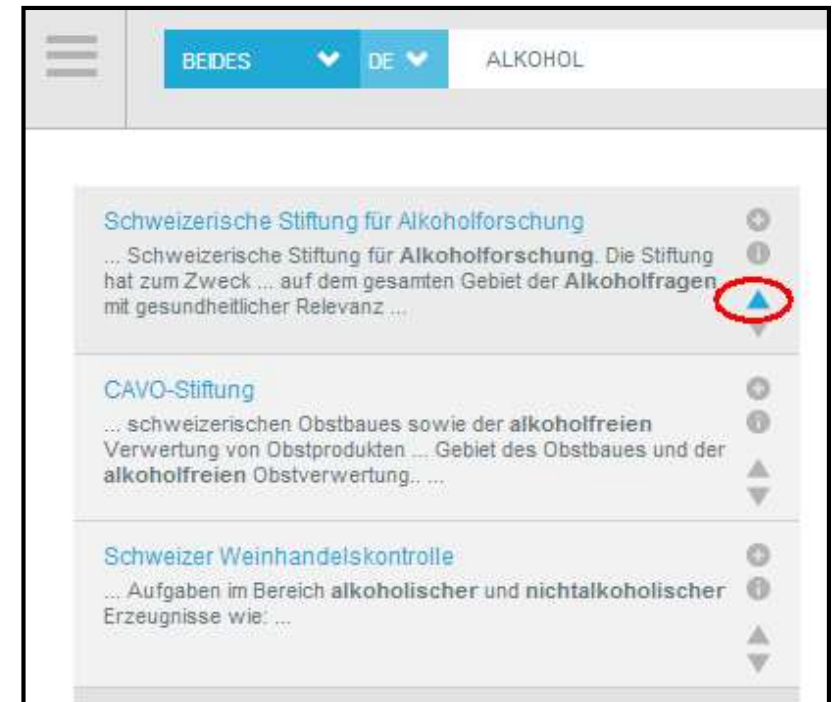 BEIDES DE ALKOHOL
Schweizerische Stiftung für Alkoholforschung
... Schweizerische Stiftung für Alkoholforschung. Die Stiftung
hat zum Zweck ... auf dem gesamten Gebiet der Alkoholfragen
mit gesundheitlicher Relevanz ...
CAVO-Stiftung
... schweizerischen Obstbaues sowie der alkoholfreien
Verwertung von Obstprodukten ... Gebiet des Obstbaues und der
alkoholfreien Obstverwertung.. ...
Schweizer Weinhandelskontrolle
... Aufgaben im Bereich alkoholischer und nichtalkoholischer
Erzeugnisse wie: ...